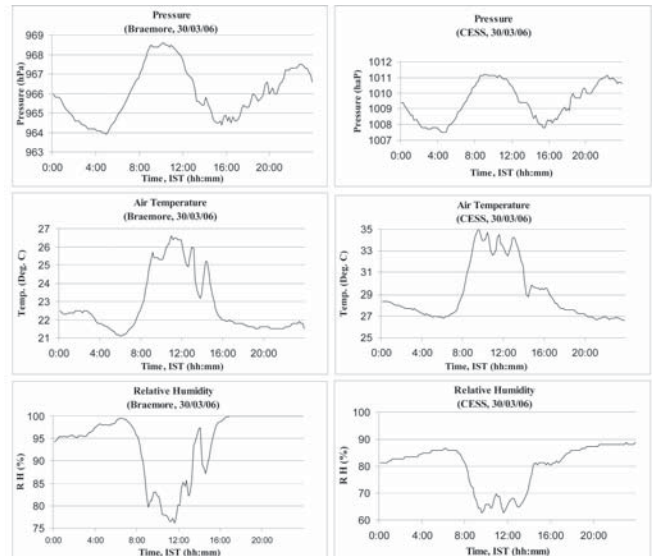 Pressure
(Braemore, 30/03/06)
969
968
967
966
965
964
963
Pressure (hPa)
0:00 4:00 8:00 12:00 16:00 20:00
Time, IST (hh:mm)
Pressure
(CESS, 30/03/06)
1012
1011
1010
1009
1008
1007
Pressure (haP)
0:00 4:00 8:00 12:00 16:00 20:00
Time, IST (hh:mm)
Air Temperature
(Braemore, 30/03/06)
27
26
25
24
23
22
21
Temp. (Deg. C)
0:00 4:00 8:00 12:00 16:00 20:00
Time, IST (hh:mm)
Air Temperature
(CESS, 30/03/06)
35
33
31
29
27
25
Temp. (Deg. C)
0:00 4:00 8:00 12:00 16:00 20:00
Time, IST (hh:mm)
Relative Humidity
(Braemore, 30/03/06)
100
95
90
85
80
75
R H (%)
0:00 4:00 8:00 12:00 16:00 20:00
Time, IST (hh:mm)
Relative Humidity
(CESS, 30/03/06)
100
90
80
70
60
R H (%)
0:00 4:00 8:00 12:00 16:00 20:00
Time, IST (hh:mm)